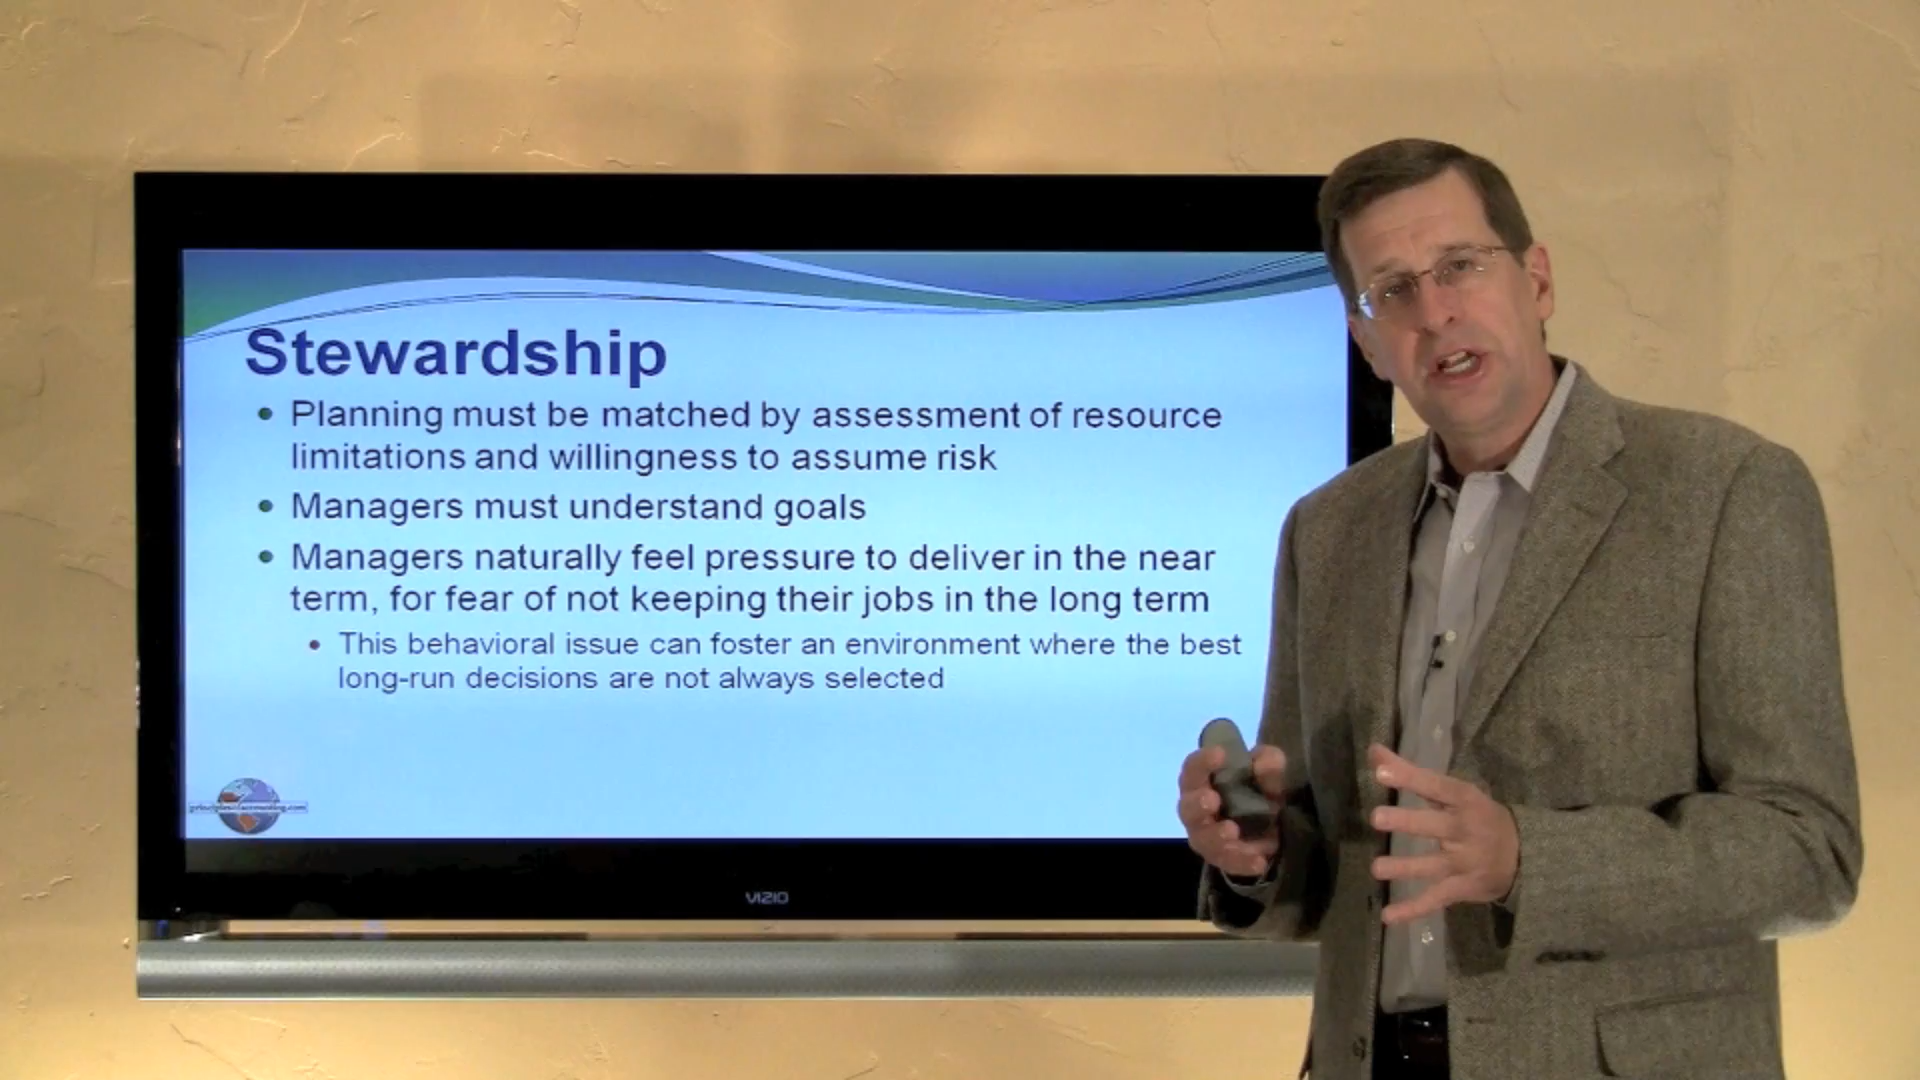 Stewardship
• Planning must be matched by assessment of resource
limitations and willingness to assume risk
• Managers must understand goals
• Managers naturally feel pressure to deliver in the near
term, for fear of not keeping their jobs in the long term
• This behavioral issue can foster an environment where the best
long-run decisions are not always selected
principlesofaccounting.com
VIZIO